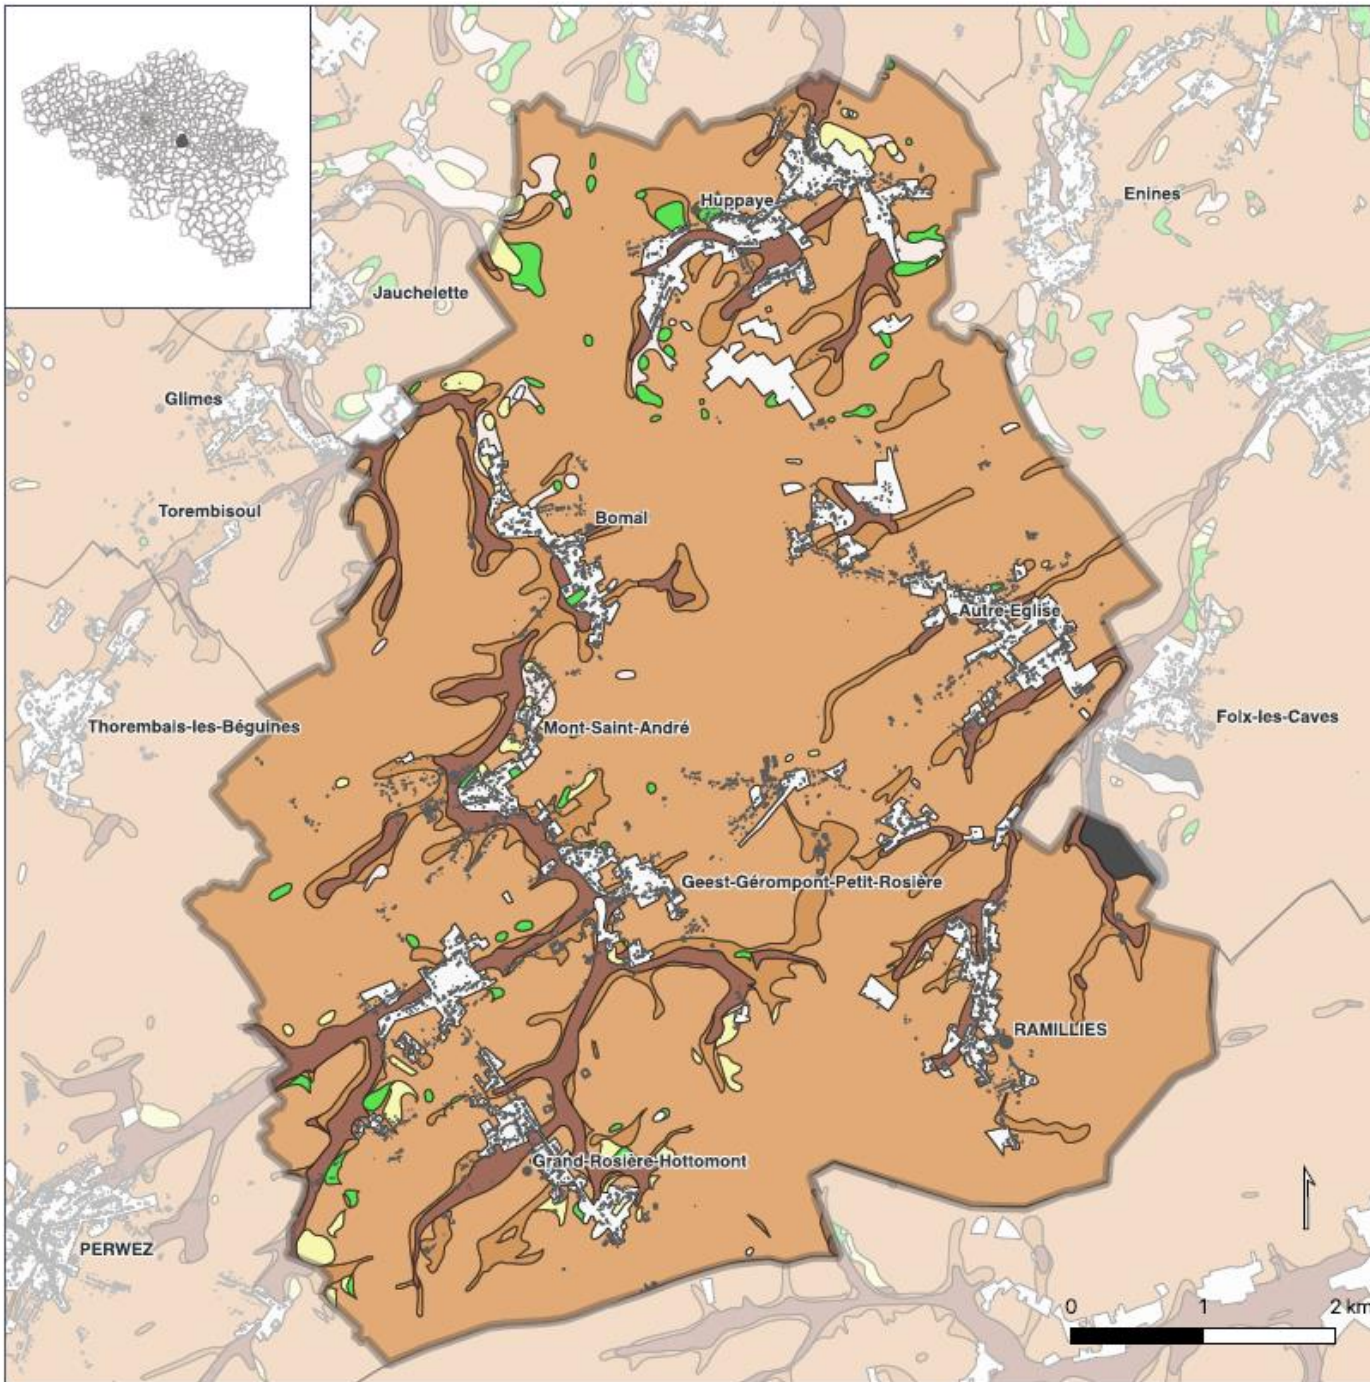 Huppaye
Enines
Jauchelette
Glimes
Torembisoul
Bomal
Autre-Eglise
Thorembais-les-Béguines
Mont-Saint-André
Folx-les-Caves
Geest-Gérompont-Petit-Rosière
RAMILLIES
Grand-Rosière-Hottomont
PERWEZ
0 1 2 km